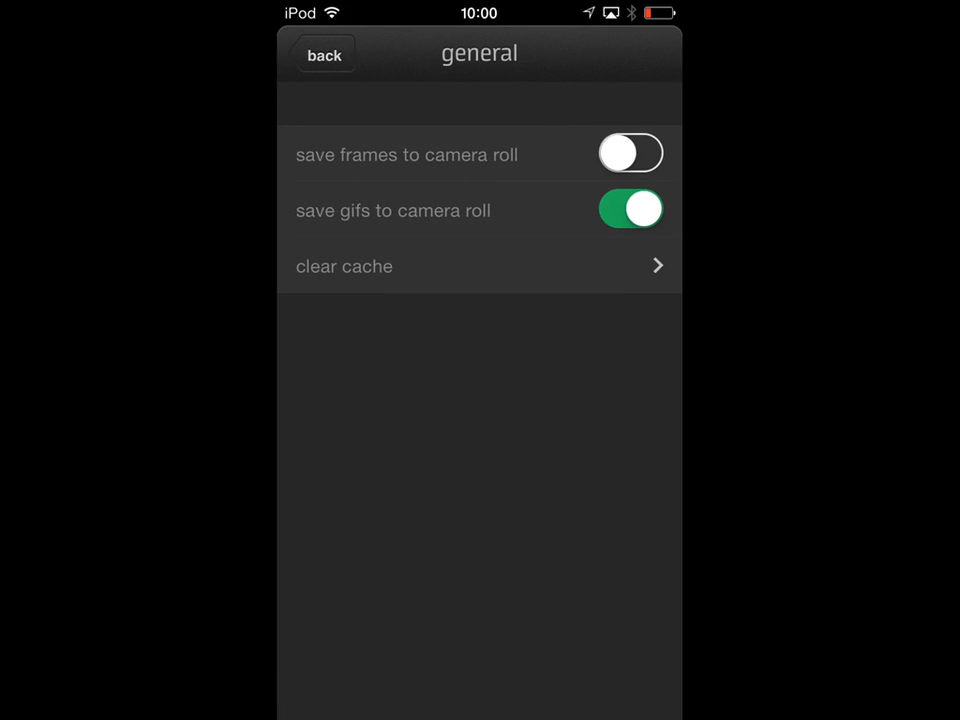 iPod 10:00
back general
save frames to camera roll
save gifs to camera roll
clear cache